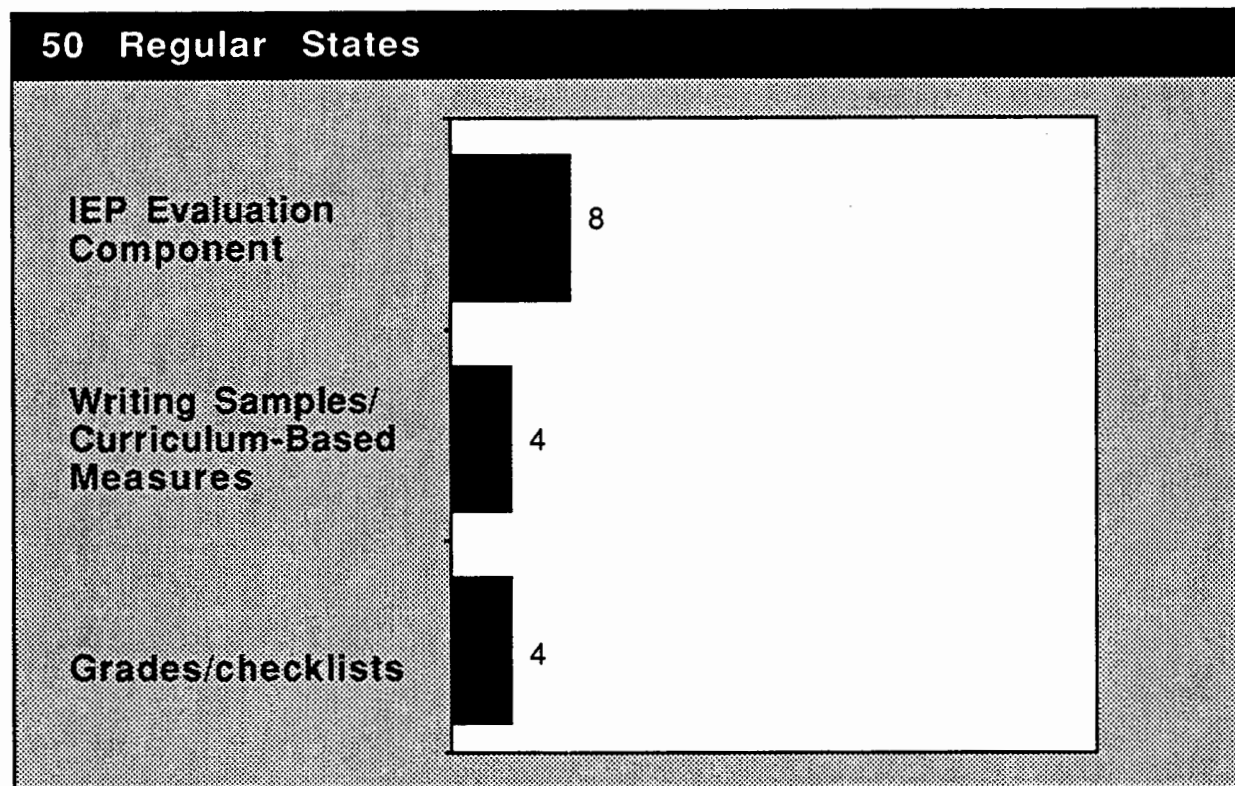 50 Regular States
IEP Evaluation
Component
8
Writing Samples/
Curriculum-Based
Measures
4
Grades/checklists
4